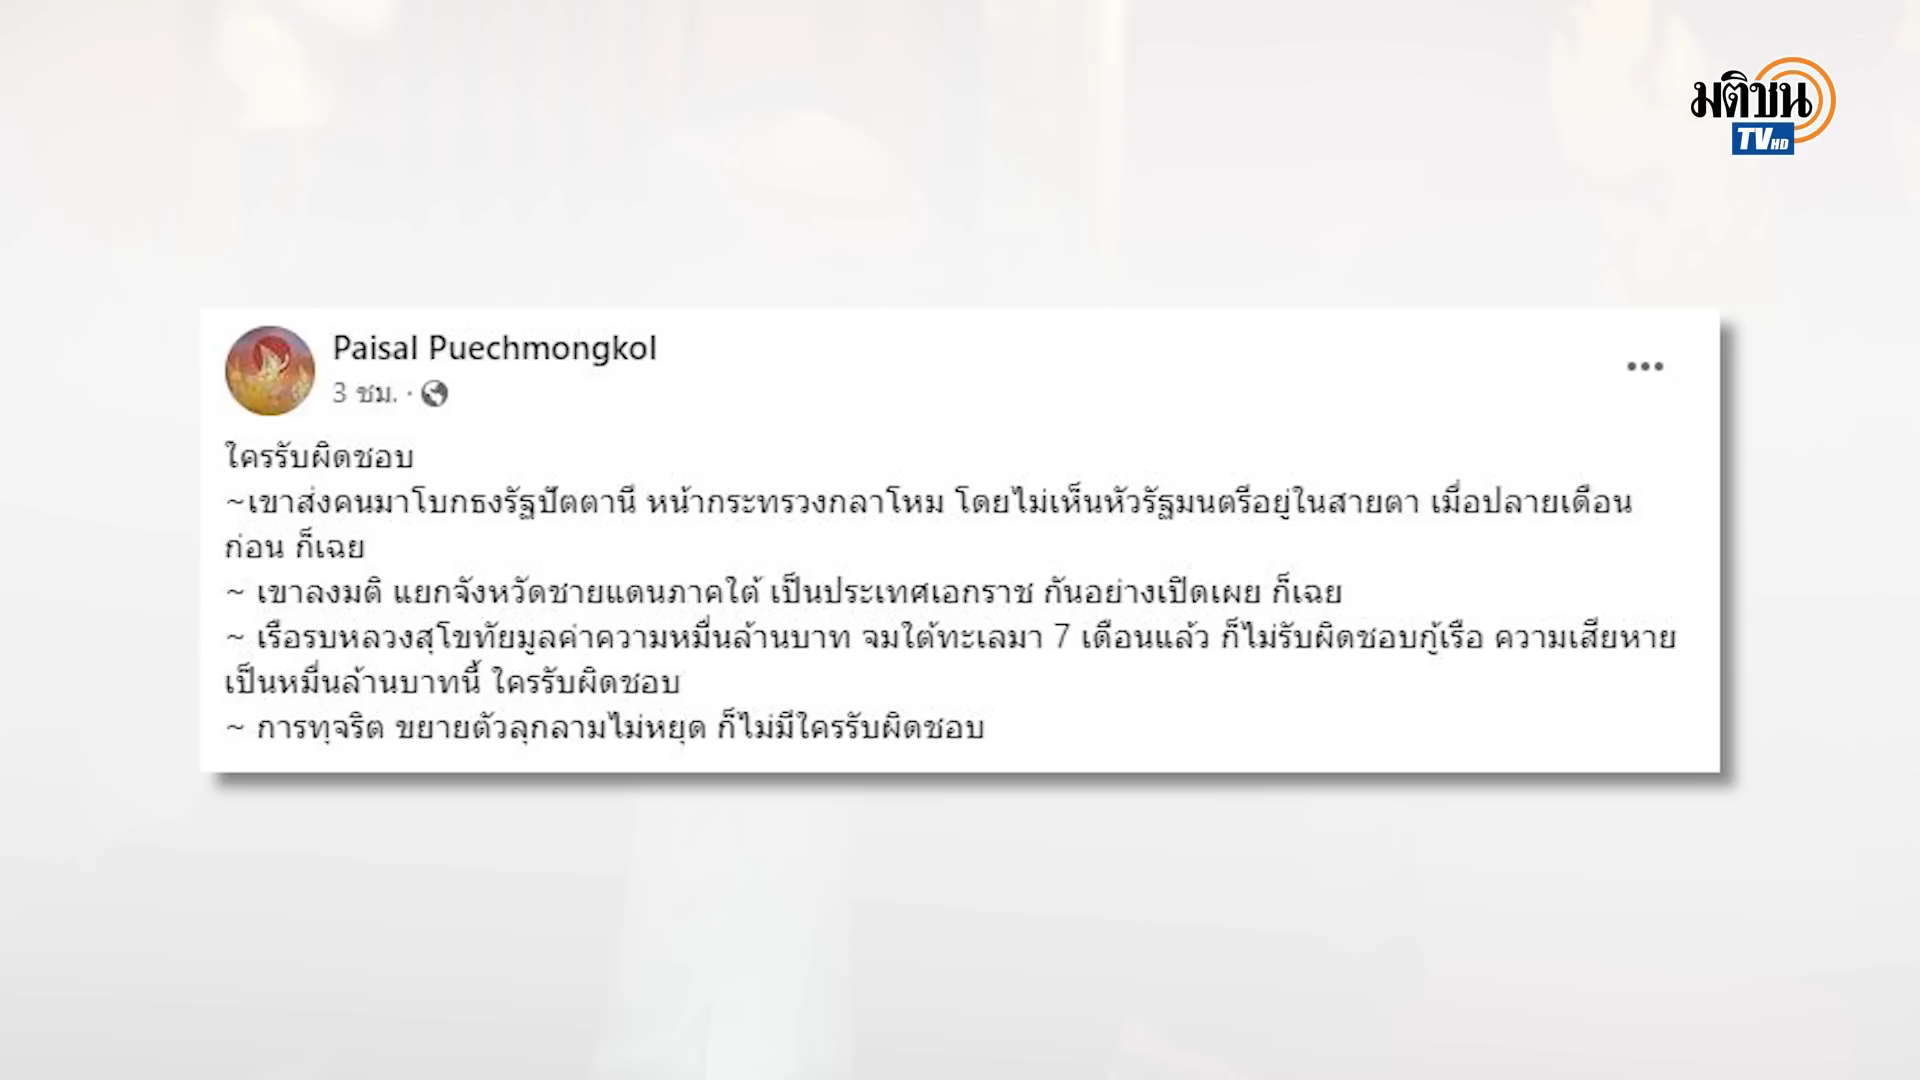 มติชน
TV HD
Paisal Puechmongkol
3 ชม. ·
ใครรับผิดชอบ
~เขาส่งคนมาโบกธงรัฐปัตตานี หน้ากระทรวงกลาโหม โดยไม่เห็นหัวรัฐมนตรีอยู่ในสายตา เมื่อปลายเดือน
ก่อน ก็เฉย
~ เขาลงมติ แยกจังหวัดชายแดนภาคใต้ เป็นประเทศเอกราช กันอย่างเปิดเผย ก็เฉย
~ เรือรบหลวงสุโขทัยมูลค่าความหมื่นล้านบาท จมใต้ทะเลมา 7 เดือนแล้ว ก็ไม่รับผิดชอบกู้เรือ ความเสียหาย
เป็นหมื่นล้านบาทนี้ ใครรับผิดชอบ
~ การทุจริต ขยายตัวลุกลามไม่หยุด ก็ไม่มีใครรับผิดชอบ